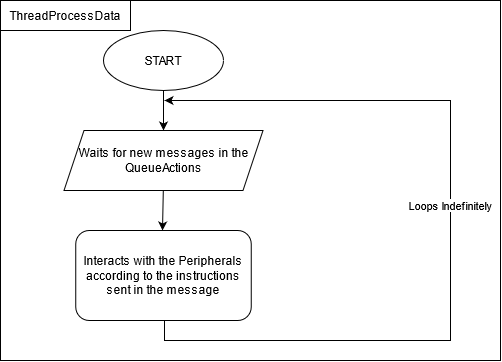 ThreadProcessData
START
Waits for new messages in the
QueueActions
Loops Indefinitely
Interacts with the Peripherals
according to the instructions
sent in the message